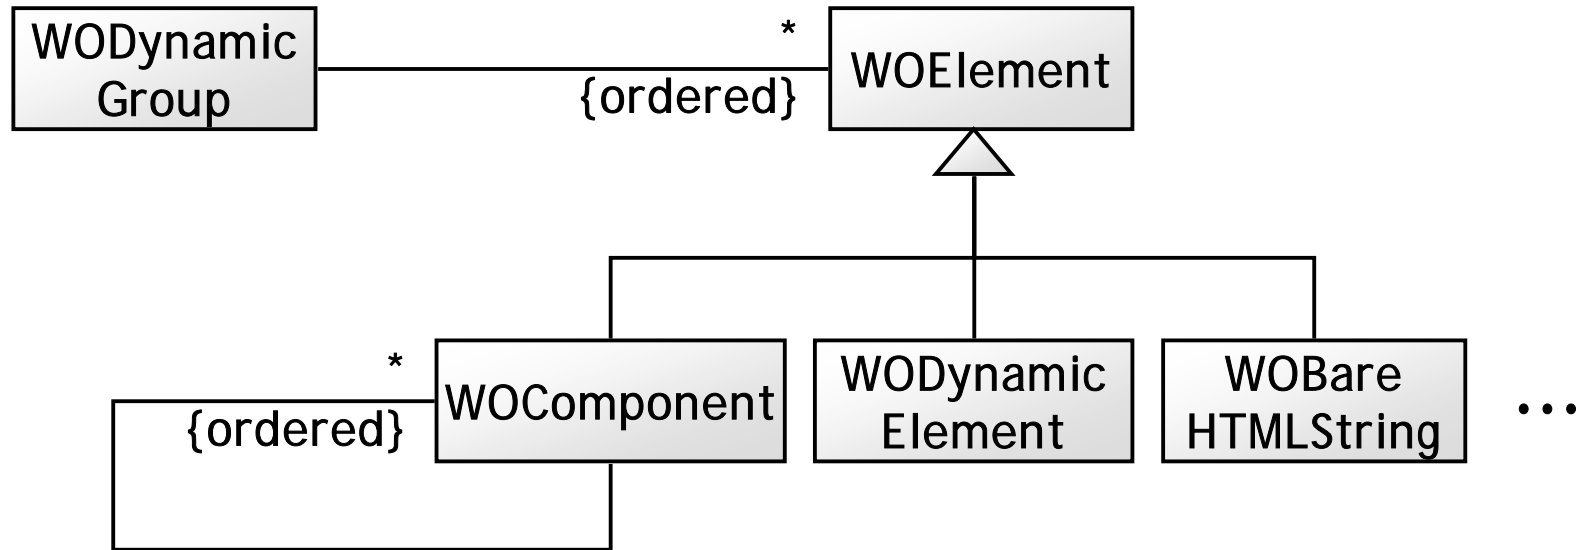 WODynamic
Group
*
{ordered}
WOElement
*
{ordered}
WOComponent
WODynamic
Element
WOBare
HTMLString
...